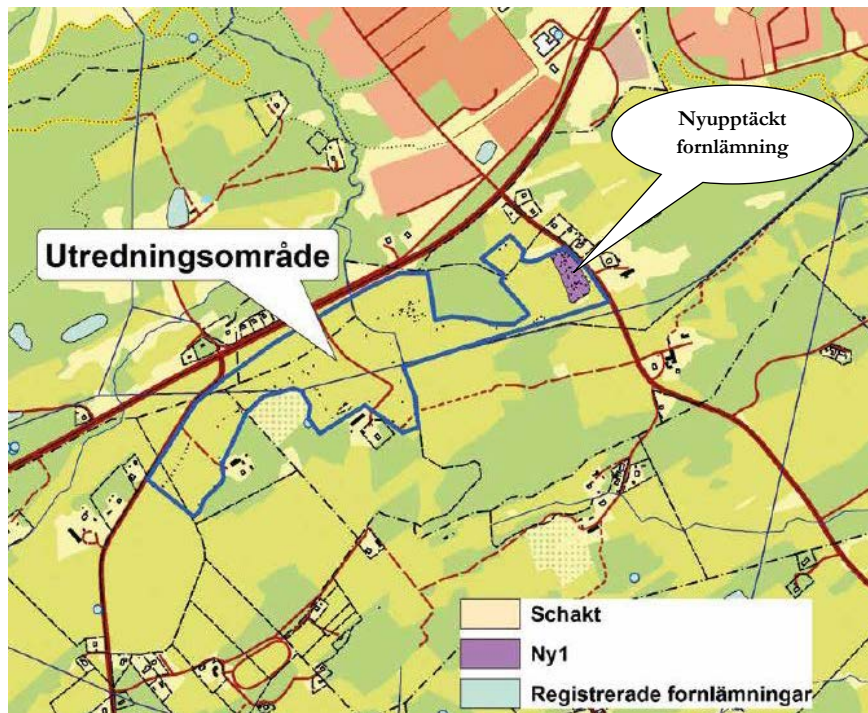 Nyupptäckt
fornlämning
Utredningsområde
Schakt
Ny1
Registrerade fornlämningar